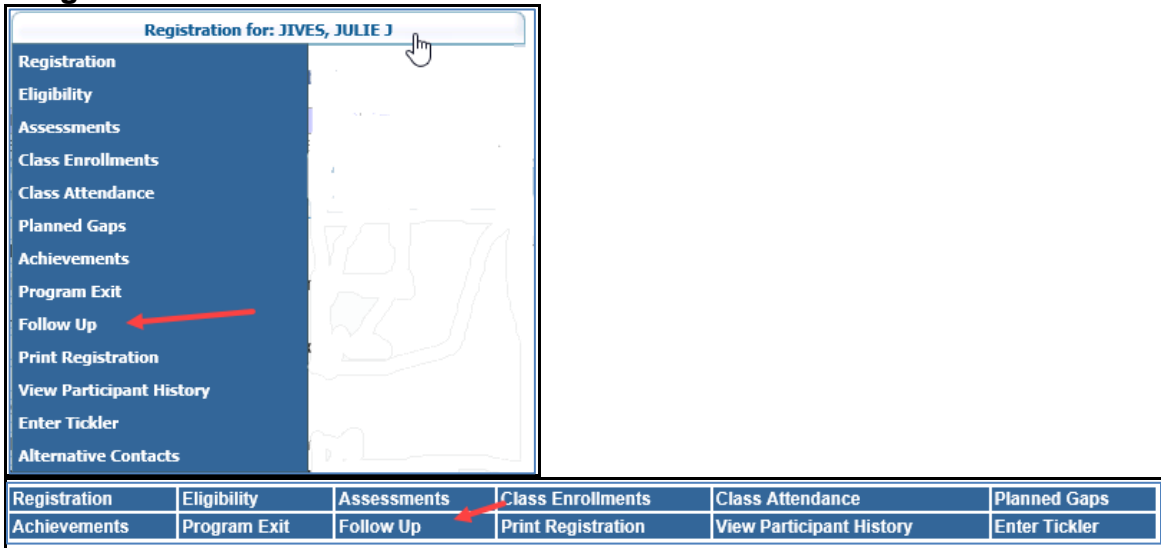 Registration for: JIVES, JULIE J
Registration
Eligibility
Assessments
Class Enrollments
Class Attendance
Planned Gaps
Achievements
Program Exit
Follow Up
Print Registration
View Participant History
Enter Tickler
Alternative Contacts
Registration Eligibility Assessments Class Enrollments Class Attendance Planned Gaps
Achievements Program Exit Follow Up Print Registration View Participant History Enter Tickler